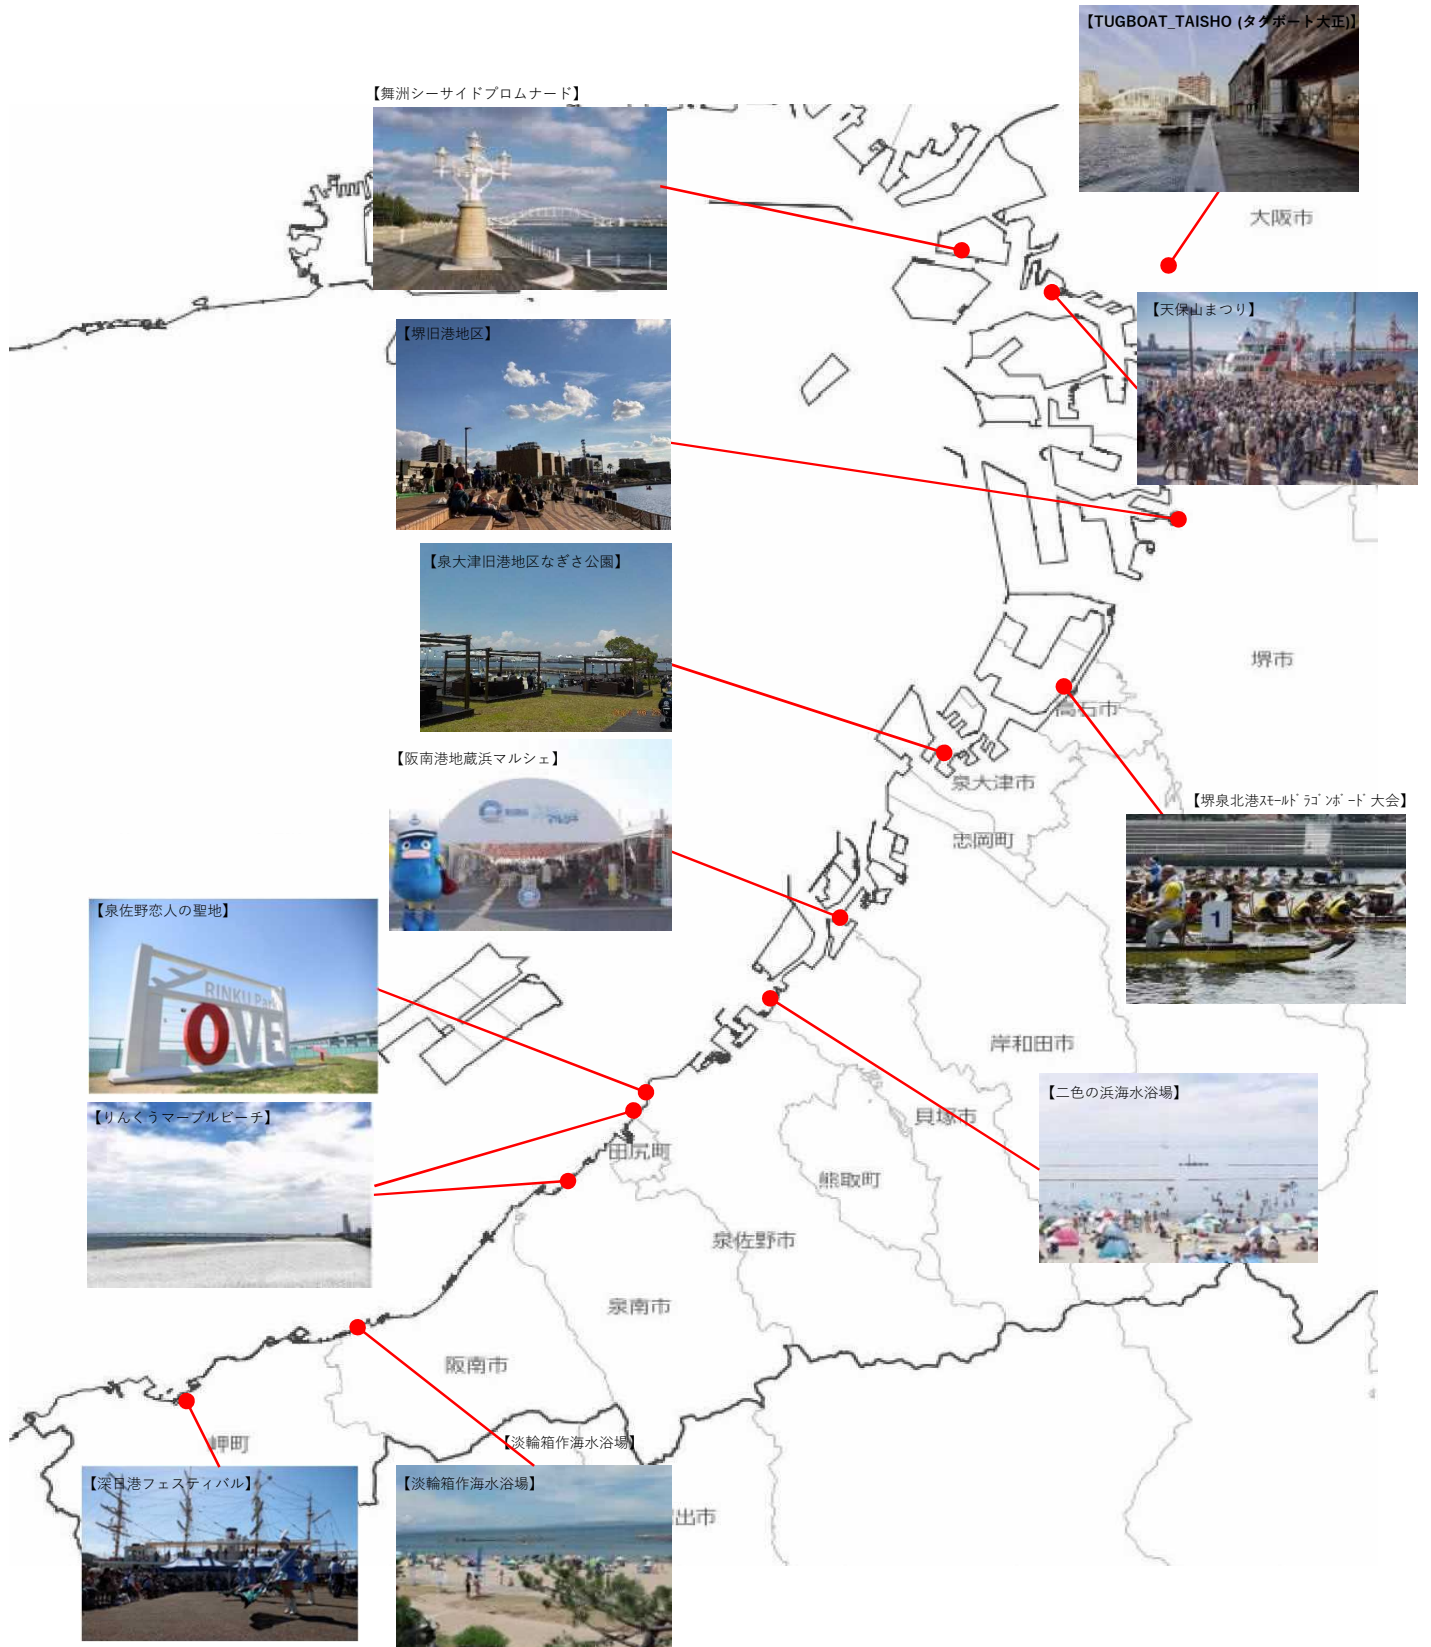 【TUGBOAT_TAISHO (タグボート大正)】
【舞洲シーサイドプロムナード】
大阪市
【天保山まつり】
【堺旧港地区】
【泉大津旧港地区なぎさ公園】
堺市
高石市
【阪南港地蔵浜マルシェ】
泉大津市
【堺泉北港ｽﾓｰﾙﾄﾞﾗｺﾞﾝﾎﾞｰﾄﾞ大会】
忠岡町
1
【泉佐野恋人の聖地】
RINKU Park
LOVE
岸和田市
【二色の浜海水浴場】
【りんくうマーブルビーチ】
貝塚市
田尻町
熊取町
泉佐野市
泉南市
阪南市
岬町
【淡輪箱作海水浴場】
【深日港フェスティバル】
【淡輪箱作海水浴場】
出市